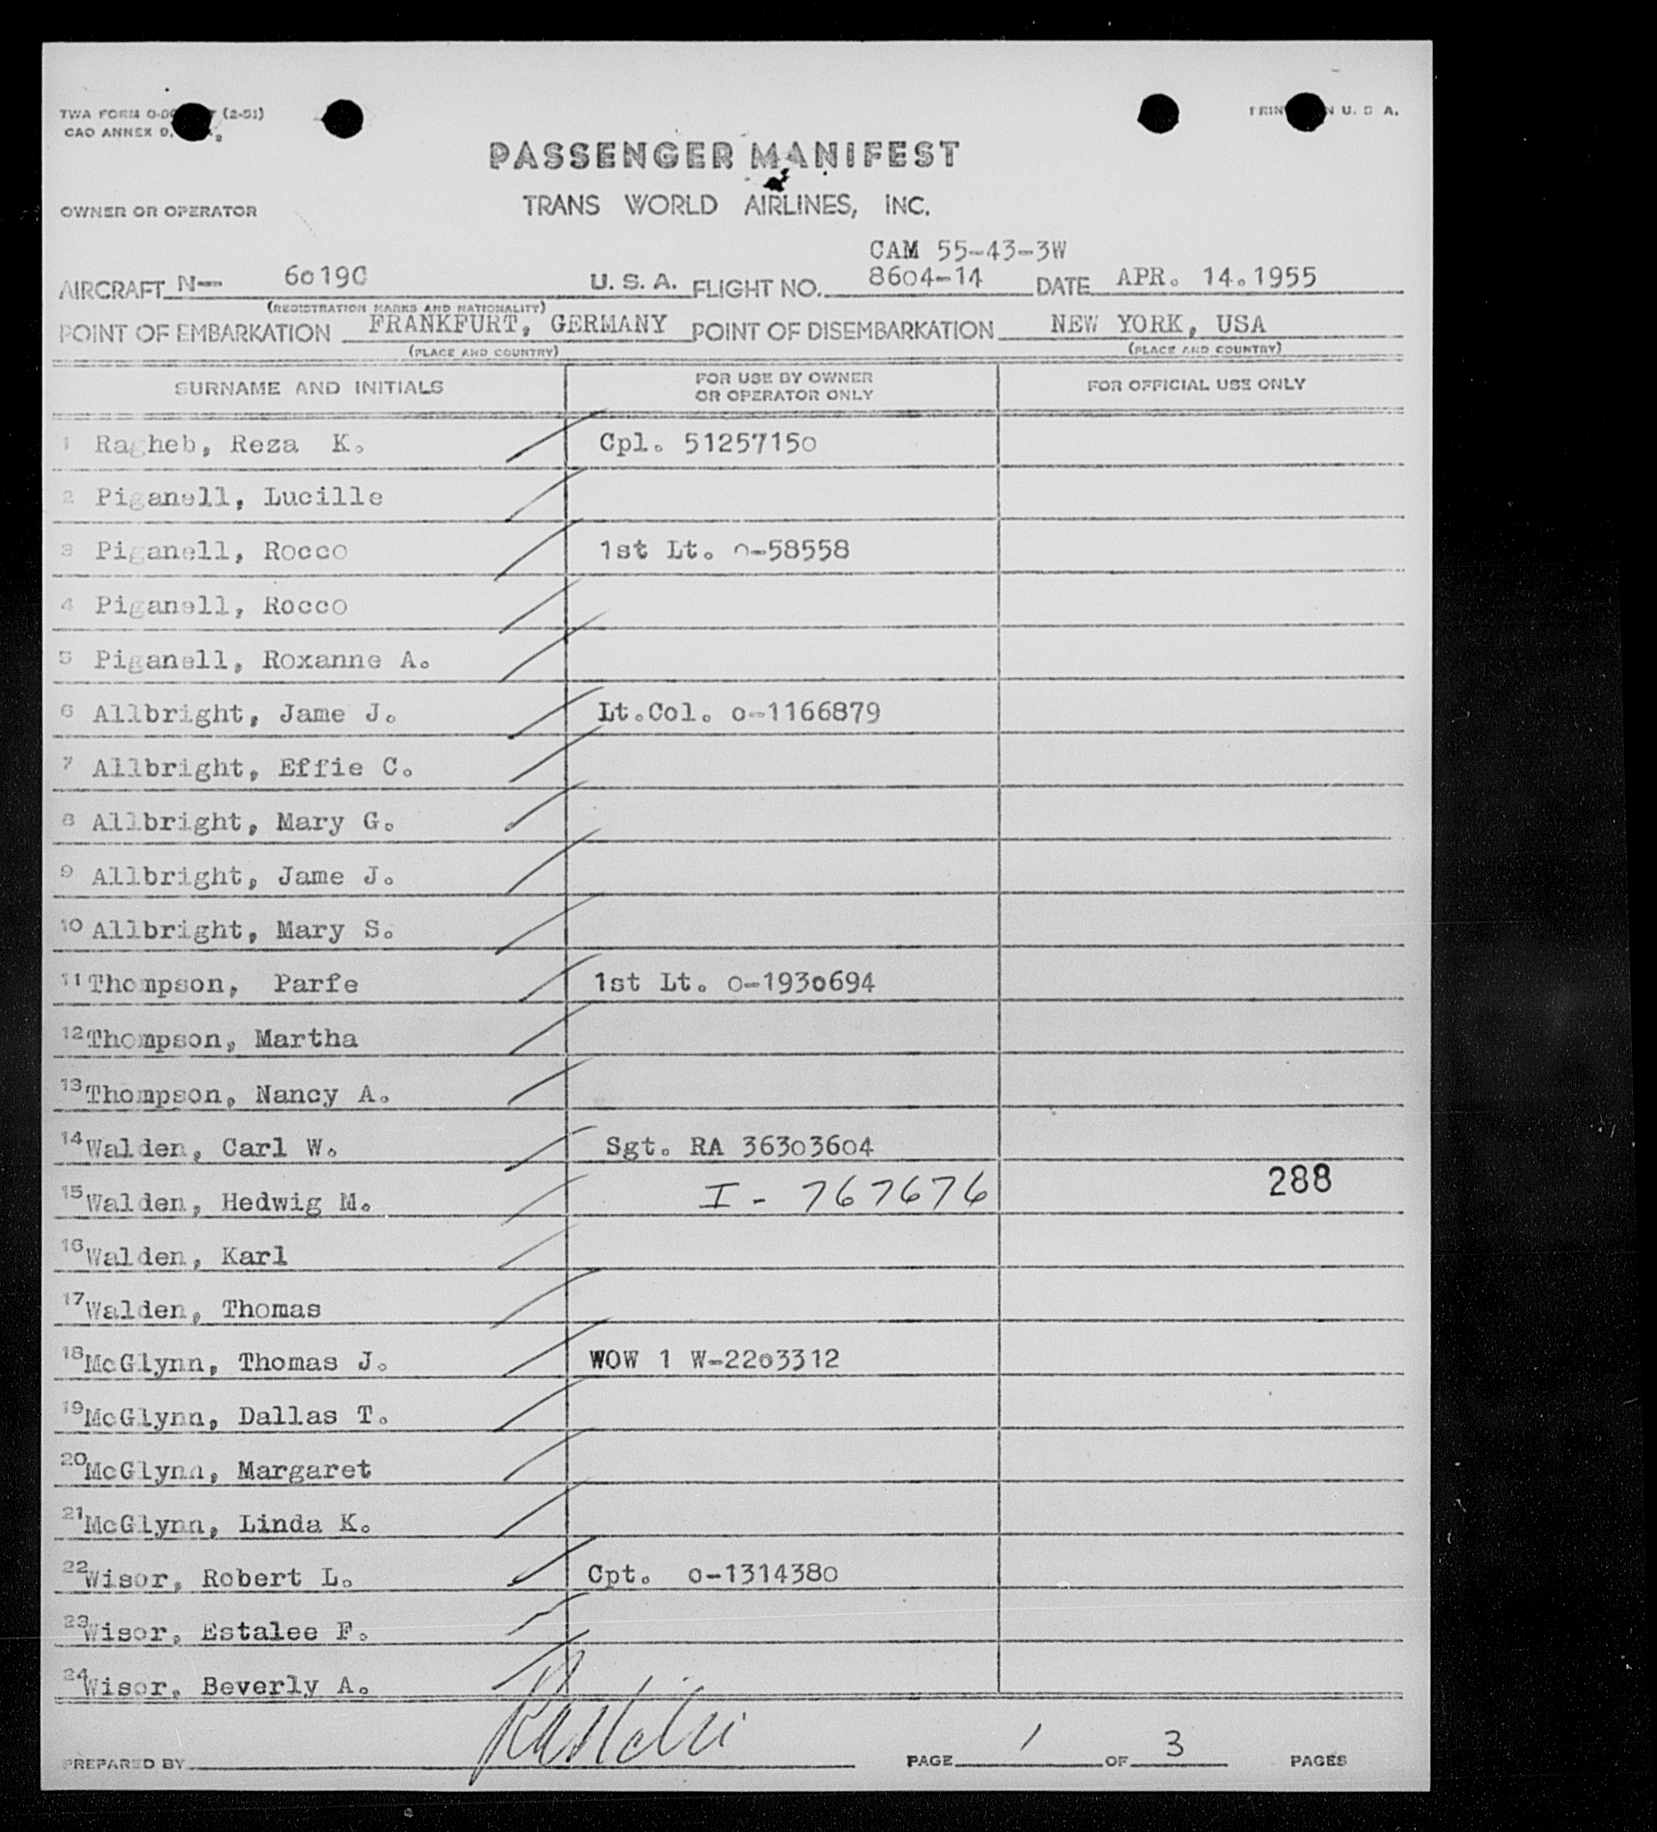 TWA FORM (2-51)
CAO ANNEX 9,
U. S. A.
PASSENGER MANIFEST
OWNER OR OPERATOR
TRANS WORLD AIRLINES, INC.
CAM 55-43-3W
AIRCRAFT N- 6019C U. S. A. FLIGHT NO. 8604-14 DATE APR. 14.1955
(REGISTRATION MARKS AND NATIONALITY)
POINT OF EMBARKATION FRANKFURT, GERMANY POINT OF DISEMBARKATION NEW YORK, USA
(PLACE AND COUNTRY) (PLACE AND COUNTRY)
SURNAME AND INITIALS FOR USE BY OWNER OR OPERATOR ONLY FOR OFFICIAL USE ONLY
1 Ragheb, Reza K. Cpl. 51257150
2 Piganell, Lucille
3 Piganell, Rocco 1st Lt. o-58558
4 Piganell, Rocco
5 Piganell, Roxanne A.
6 Allbright, Jame J. Lt.Col. o-1166879
7 Allbright, Effie C.
8 Allbright, Mary G.
9 Allbright, Jame J.
10 Allbright, Mary S.
11 Thompson, Parfe 1st Lt. o-1930694
12 Thompson, Martha
13 Thompson, Nancy A.
14 Walden, Carl W. Sgt. RA 36303604
15 Walden, Hedwig M. I - 767676 288
16 Walden, Karl
17 Walden, Thomas
18 McGlynn, Thomas J. WOW 1 W-2203312
19 McGlynn, Dallas T.
20 McGlynn, Margaret
21 McGlynn, Linda K.
22 Wisor, Robert L. Cpt. o-1314380
23 Wisor, Estalee F.
24 Wisor, Beverly A.
PREPARED BY PAGE 1 OF 3 PAGES